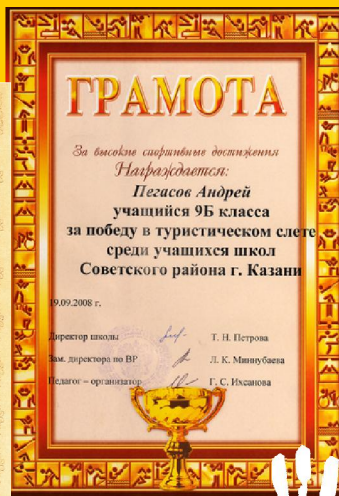 ГРАМОТА
За высокие спортивные достижения
Награждается:
Пегасов Андрей
учащийся 9Б класса
за победу в туристическом слете
среди учащихся школ
Советского района г. Казани
19.09.2008 г.
Директор школы Т. Н. Петрова
Зам. директора по ВР Л. К. Миннубаева
Педагог – организатор Г. С. Ихсанова